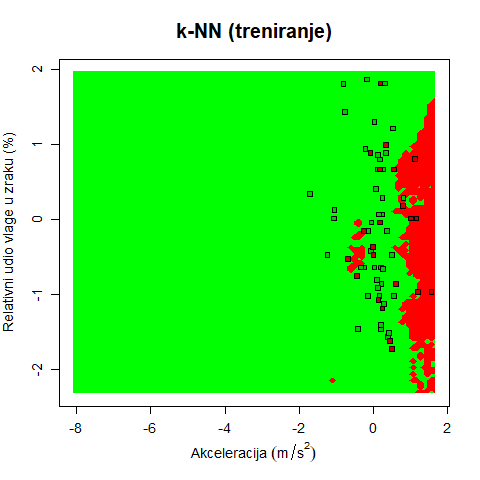 k-NN (treniranje)
Relativni udio vlage u zraku (%)
2
1
0
-1
-2
-8 -6 -4 -2 0 2
Akceleracija (m/s²)